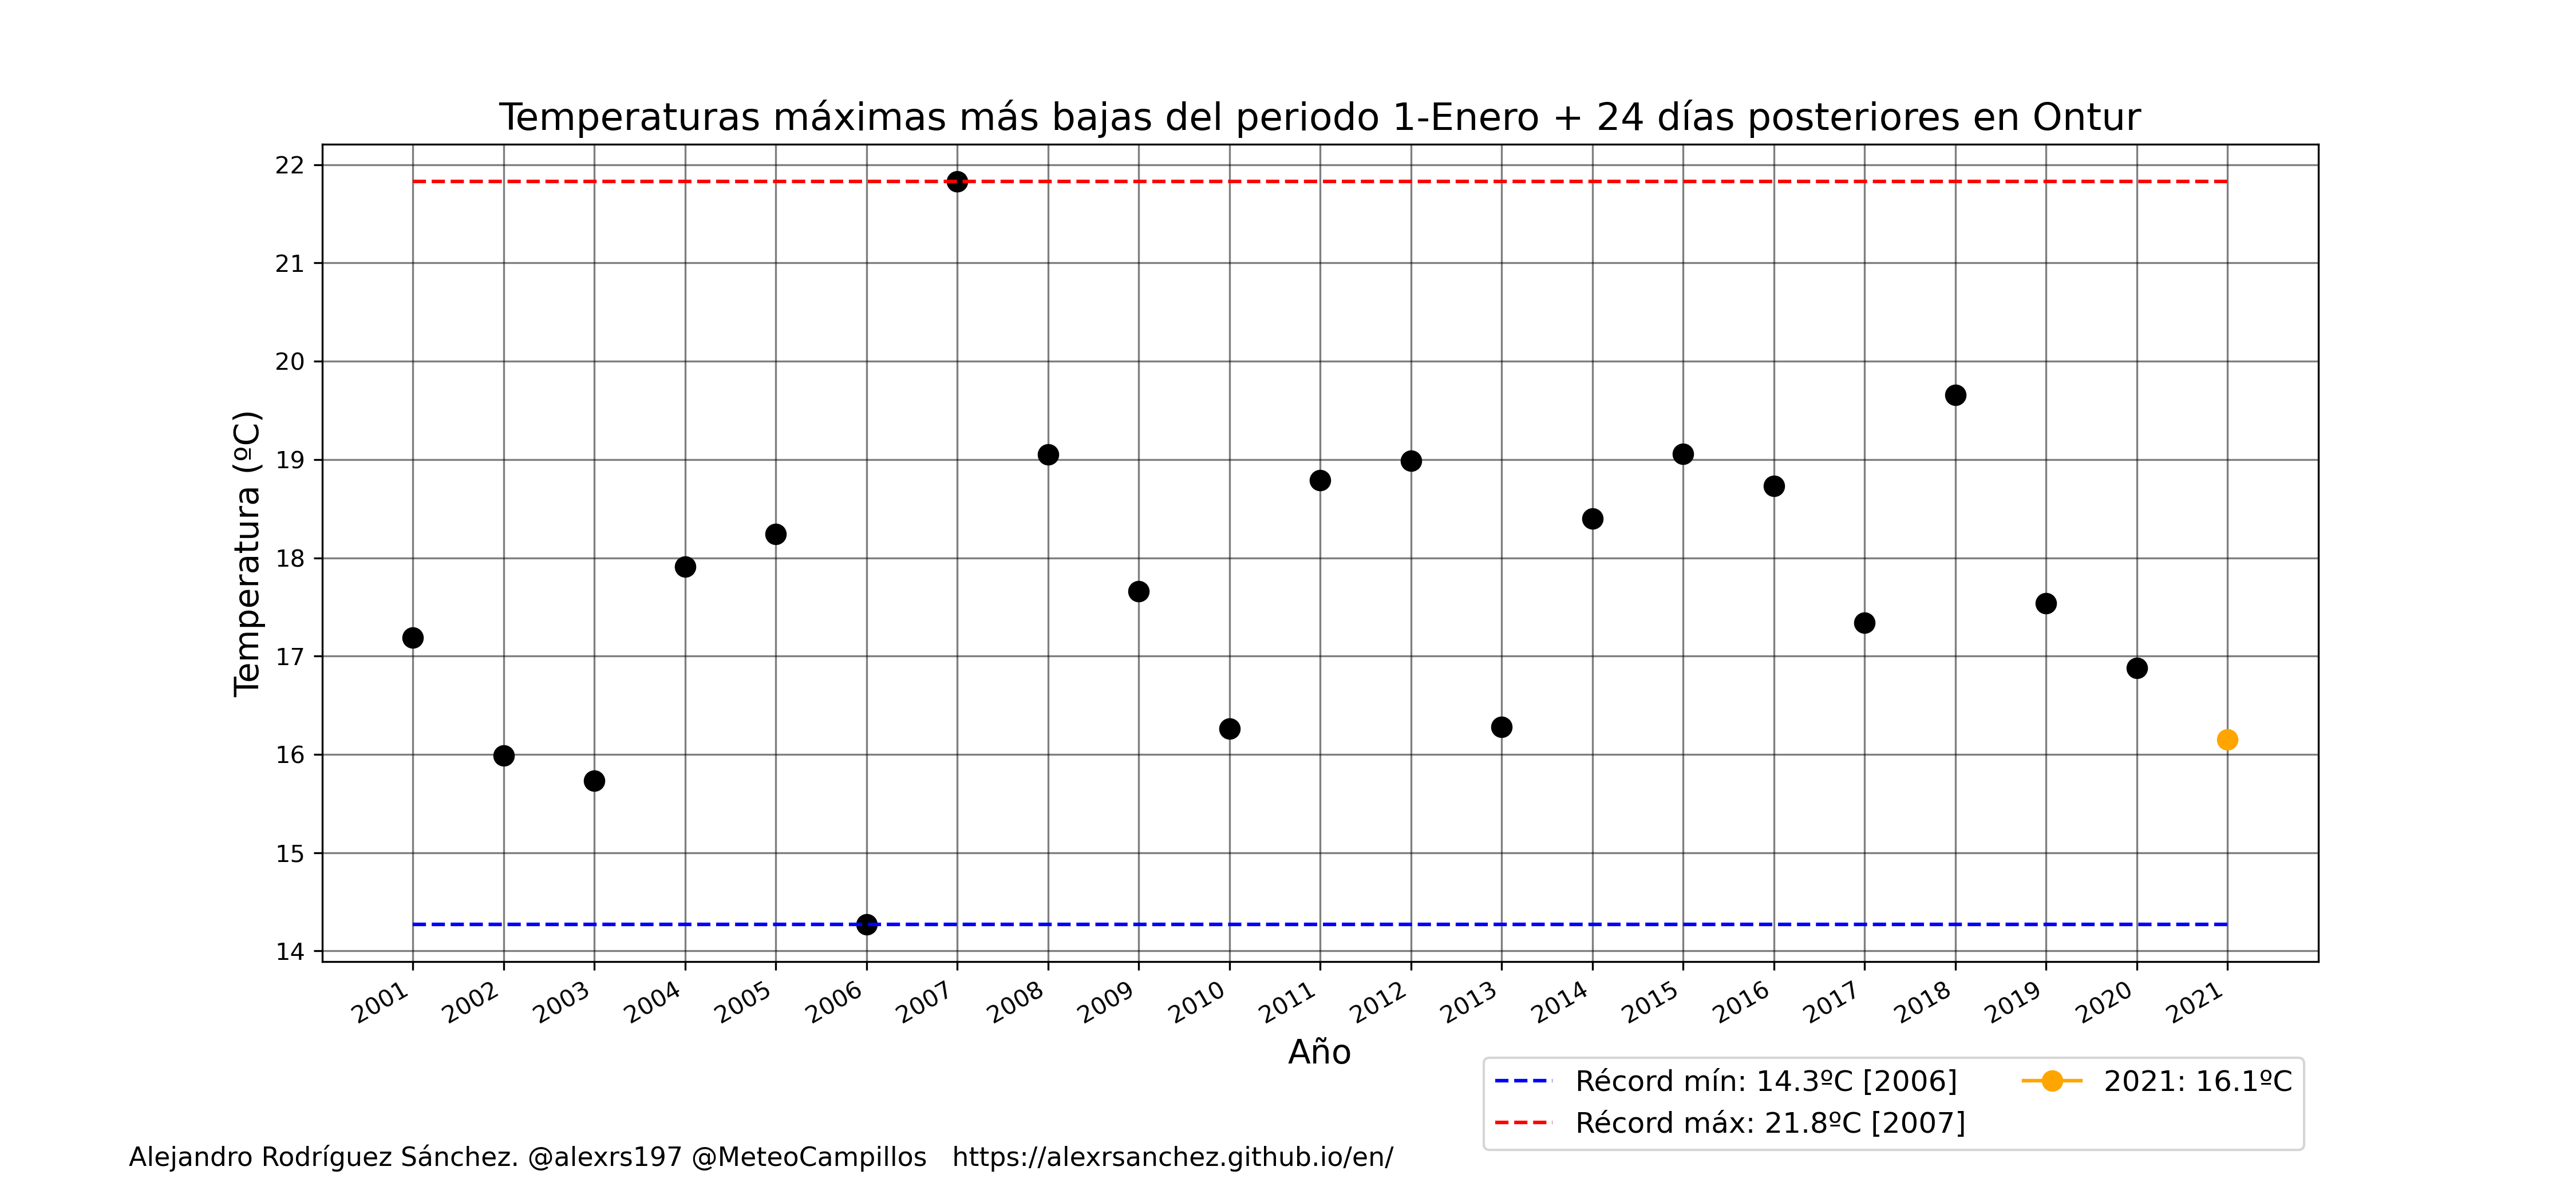 Temperaturas máximas más bajas del periodo 1-Enero + 24 días posteriores en Ontur
22
21
20
19
18
17
16
15
14
Temperatura (ºC)
2001 2002 2003 2004 2005 2006 2007 2008 2009 2010 2011 2012 2013 2014 2015 2016 2017 2018 2019 2020 2021
Año
Récord mín: 14.3ºC [2006]
Récord máx: 21.8ºC [2007]
2021: 16.1ºC
Alejandro Rodríguez Sánchez. @alexrs197 @MeteoCampillos https://alexrsanchez.github.io/en/